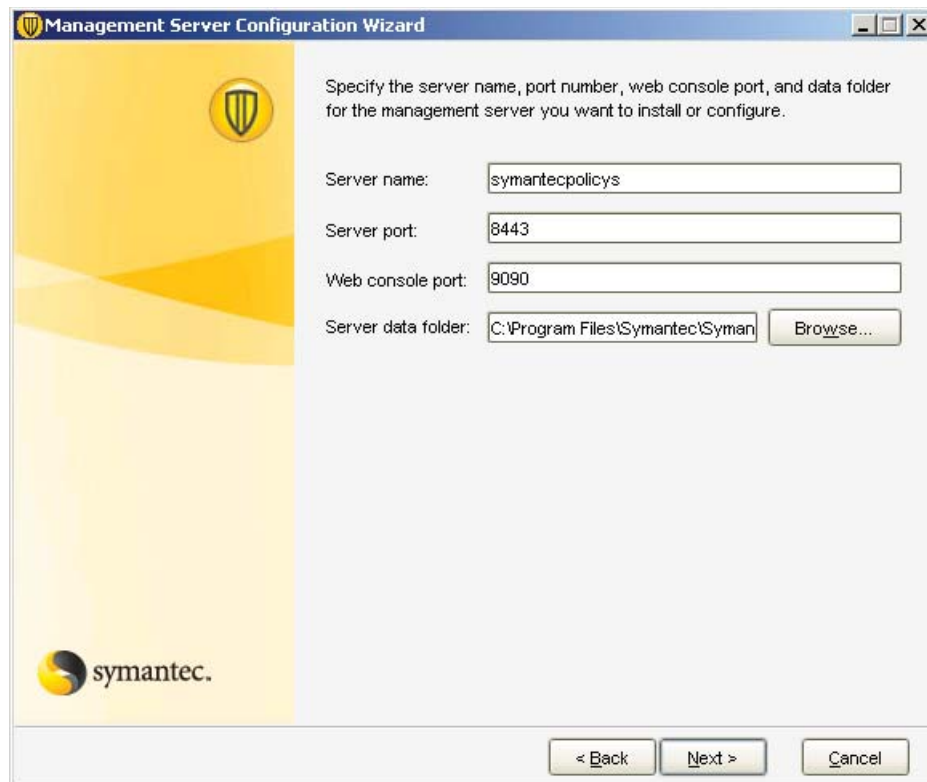 Management Server Configuration Wizard
Specify the server name, port number, web console port, and data folder
for the management server you want to install or configure.
Server name: symantecpolicys
Server port: 8443
Web console port: 9090
Server data folder: C:\Program Files\Symantec\Syman Browse...
symantec.
< Back Next > Cancel